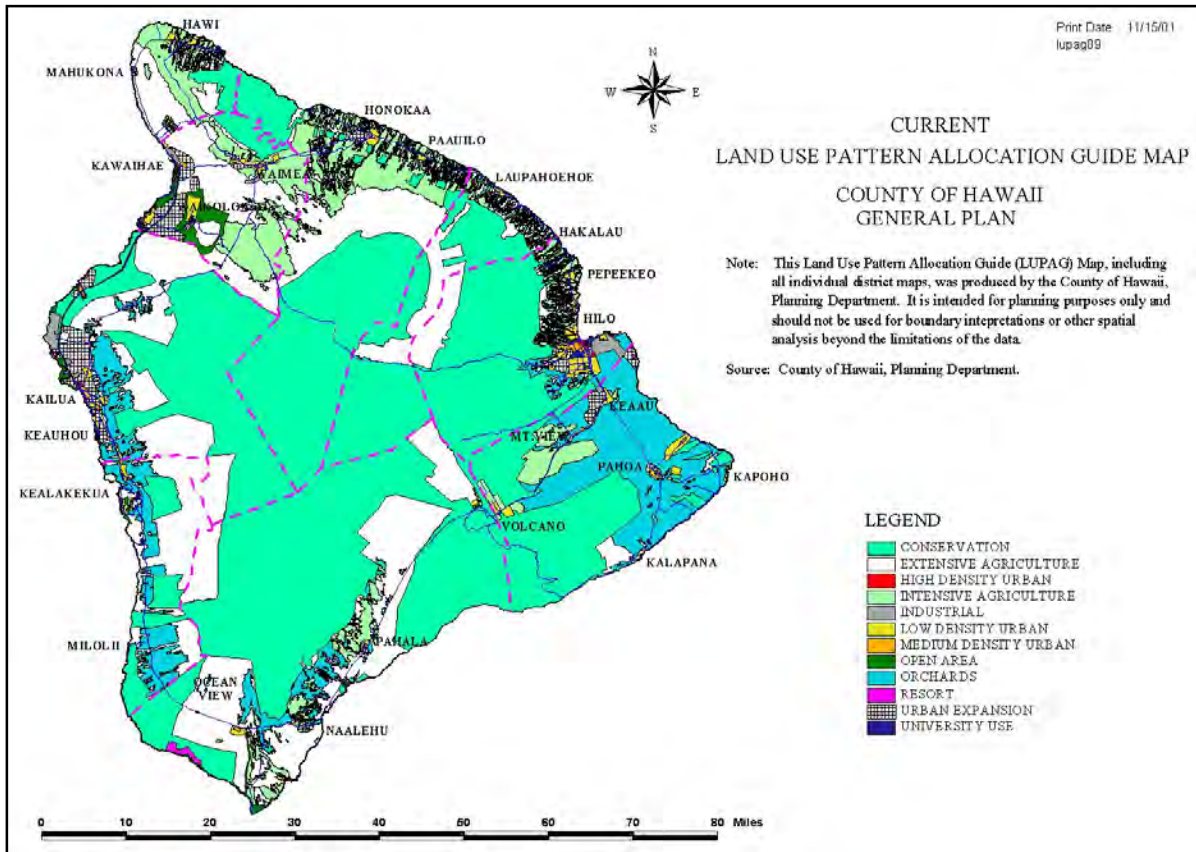 Print Date 11/15/01
lupag09
CURRENT
LAND USE PATTERN ALLOCATION GUIDE MAP
COUNTY OF HAWAII
GENERAL PLAN
Note: This Land Use Pattern Allocation Guide (LUPAG) Map, including
all individual district maps, was produced by the County of Hawaii,
Planning Department. It is intended for planning purposes only and
should not be used for boundary intepretations or other spatial
analysis beyond the limitations of the data.
Source: County of Hawaii, Planning Department.
N
W E
S
HAWI
MAHUKONA
HONOKAA
PAAUILO
KAWAIHAE
WAIMEA
LAUPAHOEHOE
HAKALAU
PEPEEKEO
HILO
KAILUA
KEAAU
KEAUHOU
MT. VIEW
PAHOA
KAPOHO
KEALAKEKUA
VOLCANO
KALAPANA
MILOLII
PAHALA
OCEAN
VIEW
NAALEHU
LEGEND
CONSERVATION
EXTENSIVE AGRICULTURE
HIGH DENSITY URBAN
INTENSIVE AGRICULTURE
INDUSTRIAL
LOW DENSITY URBAN
MEDIUM DENSITY URBAN
OPEN AREA
ORCHARDS
RESORT
URBAN EXPANSION
UNIVERSITY USE
0 10 20 30 40 50 60 70 80 Miles